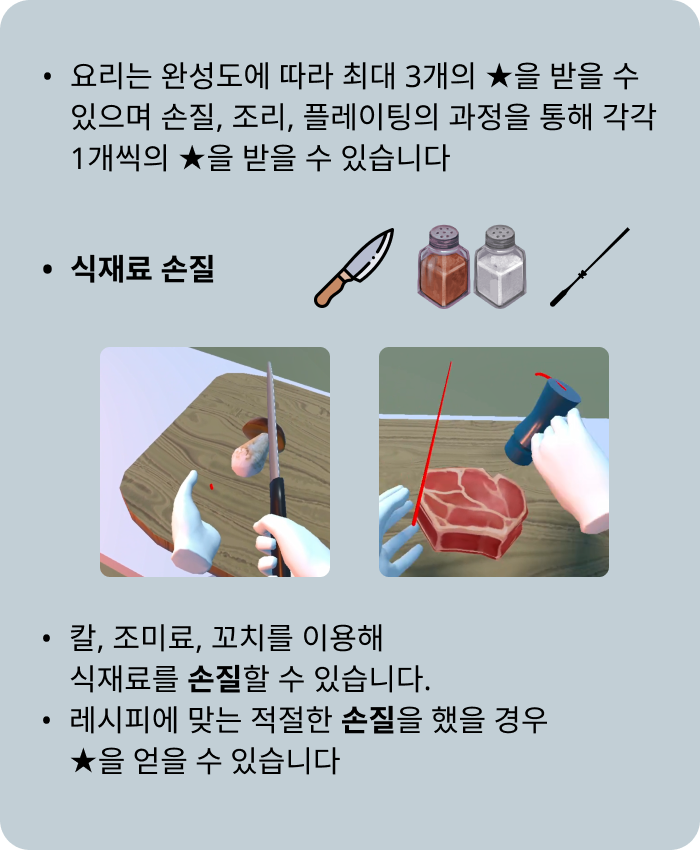 • 요리는 완성도에 따라 최대 3개의 ★을 받을 수
있으며 손질, 조리, 플레이팅의 과정을 통해 각각
1개씩의 ★을 받을 수 있습니다
• 식재료 손질
• 칼, 조미료, 꼬치를 이용해
식재료를 손질할 수 있습니다.
• 레시피에 맞는 적절한 손질을 했을 경우
★을 얻을 수 있습니다